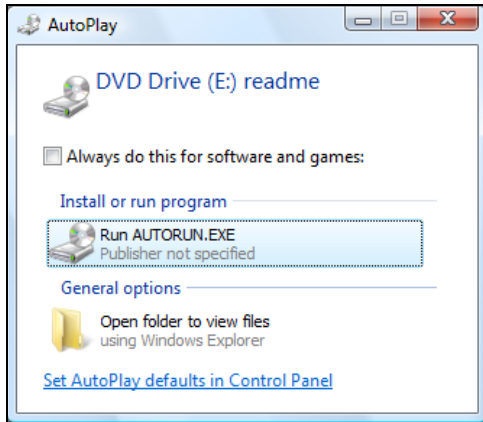 AutoPlay
DVD Drive (E:) readme
Always do this for software and games:
Install or run program
Run AUTORUN.EXE
Publisher not specified
General options
Open folder to view files
using Windows Explorer
Set AutoPlay defaults in Control Panel